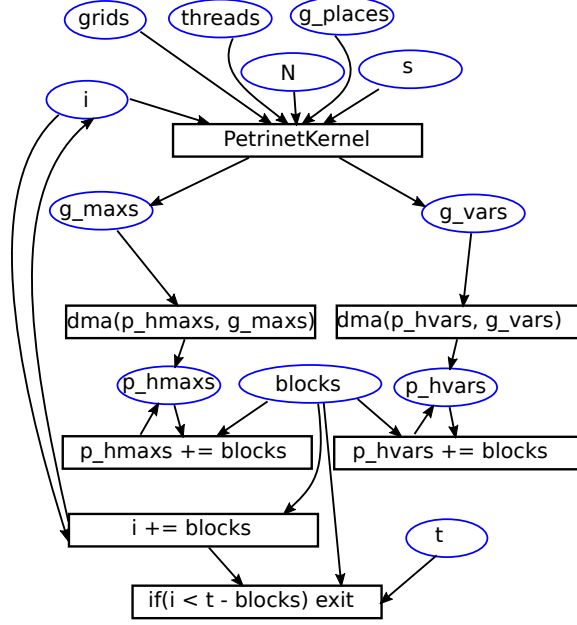 grids
threads
g_places
N
s
i
PetrinetKernel
g_maxs
g_vars
dma(p_hmaxs, g_maxs)
dma(p_hvars, g_vars)
p_hmaxs
blocks
p_hvars
p_hmaxs += blocks
p_hvars += blocks
i += blocks
t
if(i < t - blocks) exit